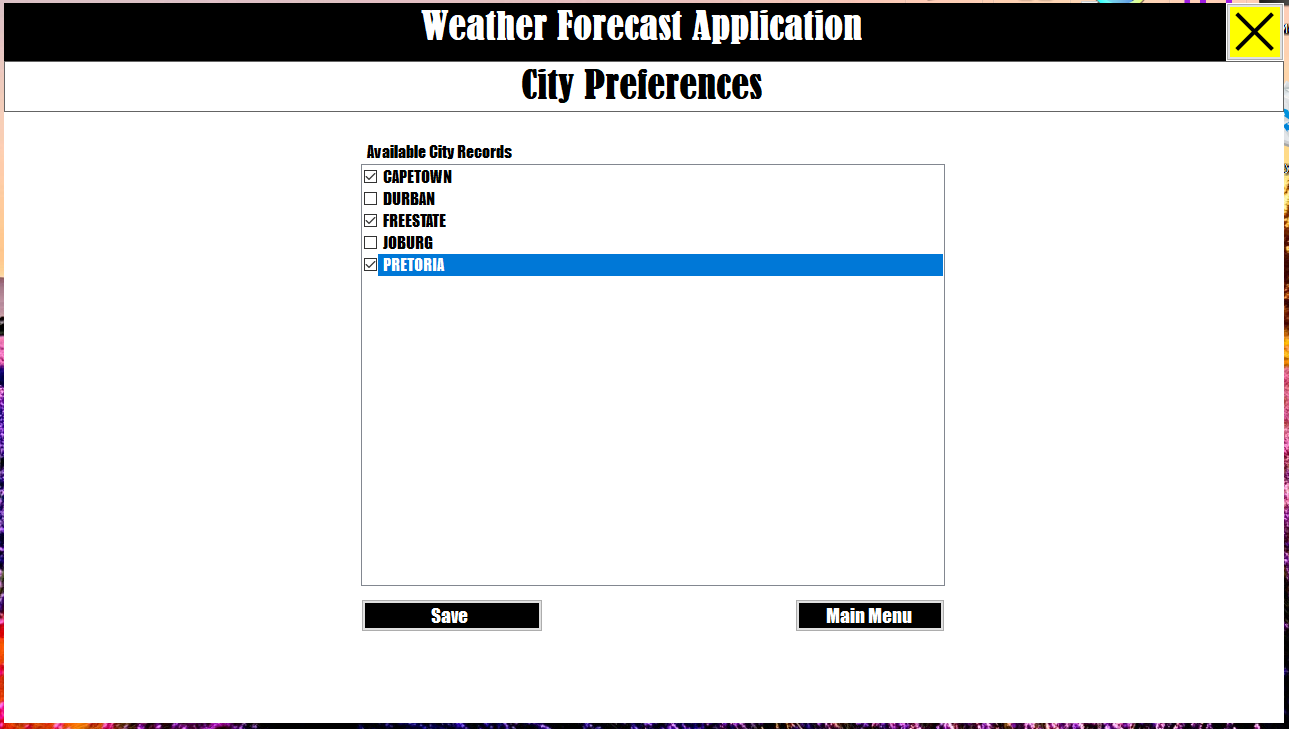 Weather Forecast Application
City Preferences
Available City Records
CAPETOWN
DURBAN
FREESTATE
JOBURG
PRETORIA
Save
Main Menu